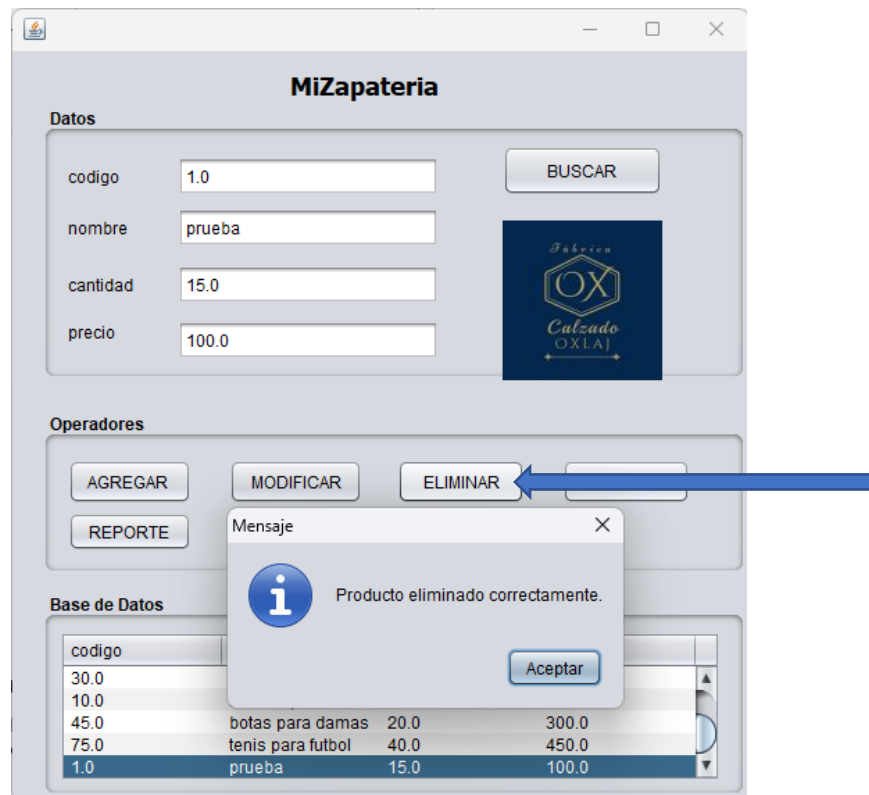 MiZapateria
Datos
codigo 1.0 BUSCAR
nombre prueba
cantidad 15.0
precio 100.0
Fábrica
OX
Calzado
OXLAJ
Operadores
AGREGAR MODIFICAR ELIMINAR
REPORTE
Mensaje
Producto eliminado correctamente.
Aceptar
Base de Datos
codigo
30.0
10.0
45.0 botas para damas 20.0 300.0
75.0 tenis para futbol 40.0 450.0
1.0 prueba 15.0 100.0